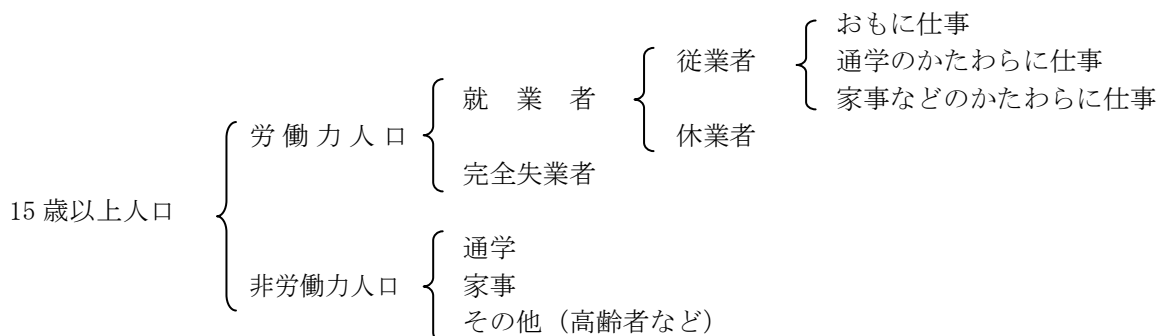 おもに仕事
従業者
通学のかたわらに仕事
就業者
家事などのかたわらに仕事
労働力人口
休業者
完全失業者
15歳以上人口
通学
非労働力人口
家事
その他（高齢者など）